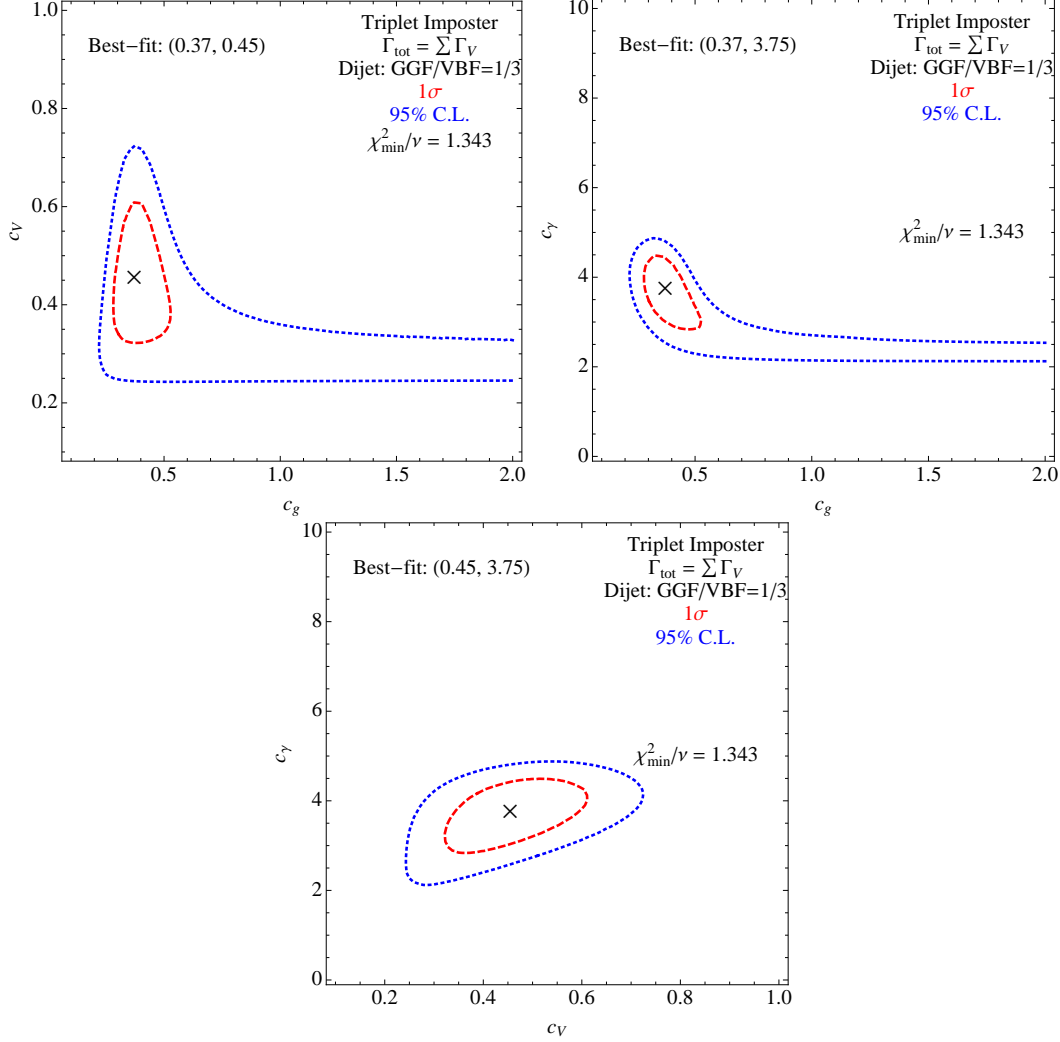 Triplet Imposter
Best−fit: (0.37, 0.45)
Γtot = ∑ ΓV
Dijet: GGF/VBF=1/3
1σ
95% C.L.
χ²min/ν = 1.343
1.0
0.8
0.6
0.4
0.2
cV
0.5
1.0
1.5
2.0
cg
Triplet Imposter
Best−fit: (0.37, 3.75)
Γtot = ∑ ΓV
Dijet: GGF/VBF=1/3
1σ
95% C.L.
χ²min/ν = 1.343
10
8
6
4
2
0
cγ
0.5
1.0
1.5
2.0
cg
Triplet Imposter
Best−fit: (0.45, 3.75)
Γtot = ∑ ΓV
Dijet: GGF/VBF=1/3
1σ
95% C.L.
χ²min/ν = 1.343
10
8
6
4
2
0
cγ
0.2
0.4
0.6
0.8
1.0
cV